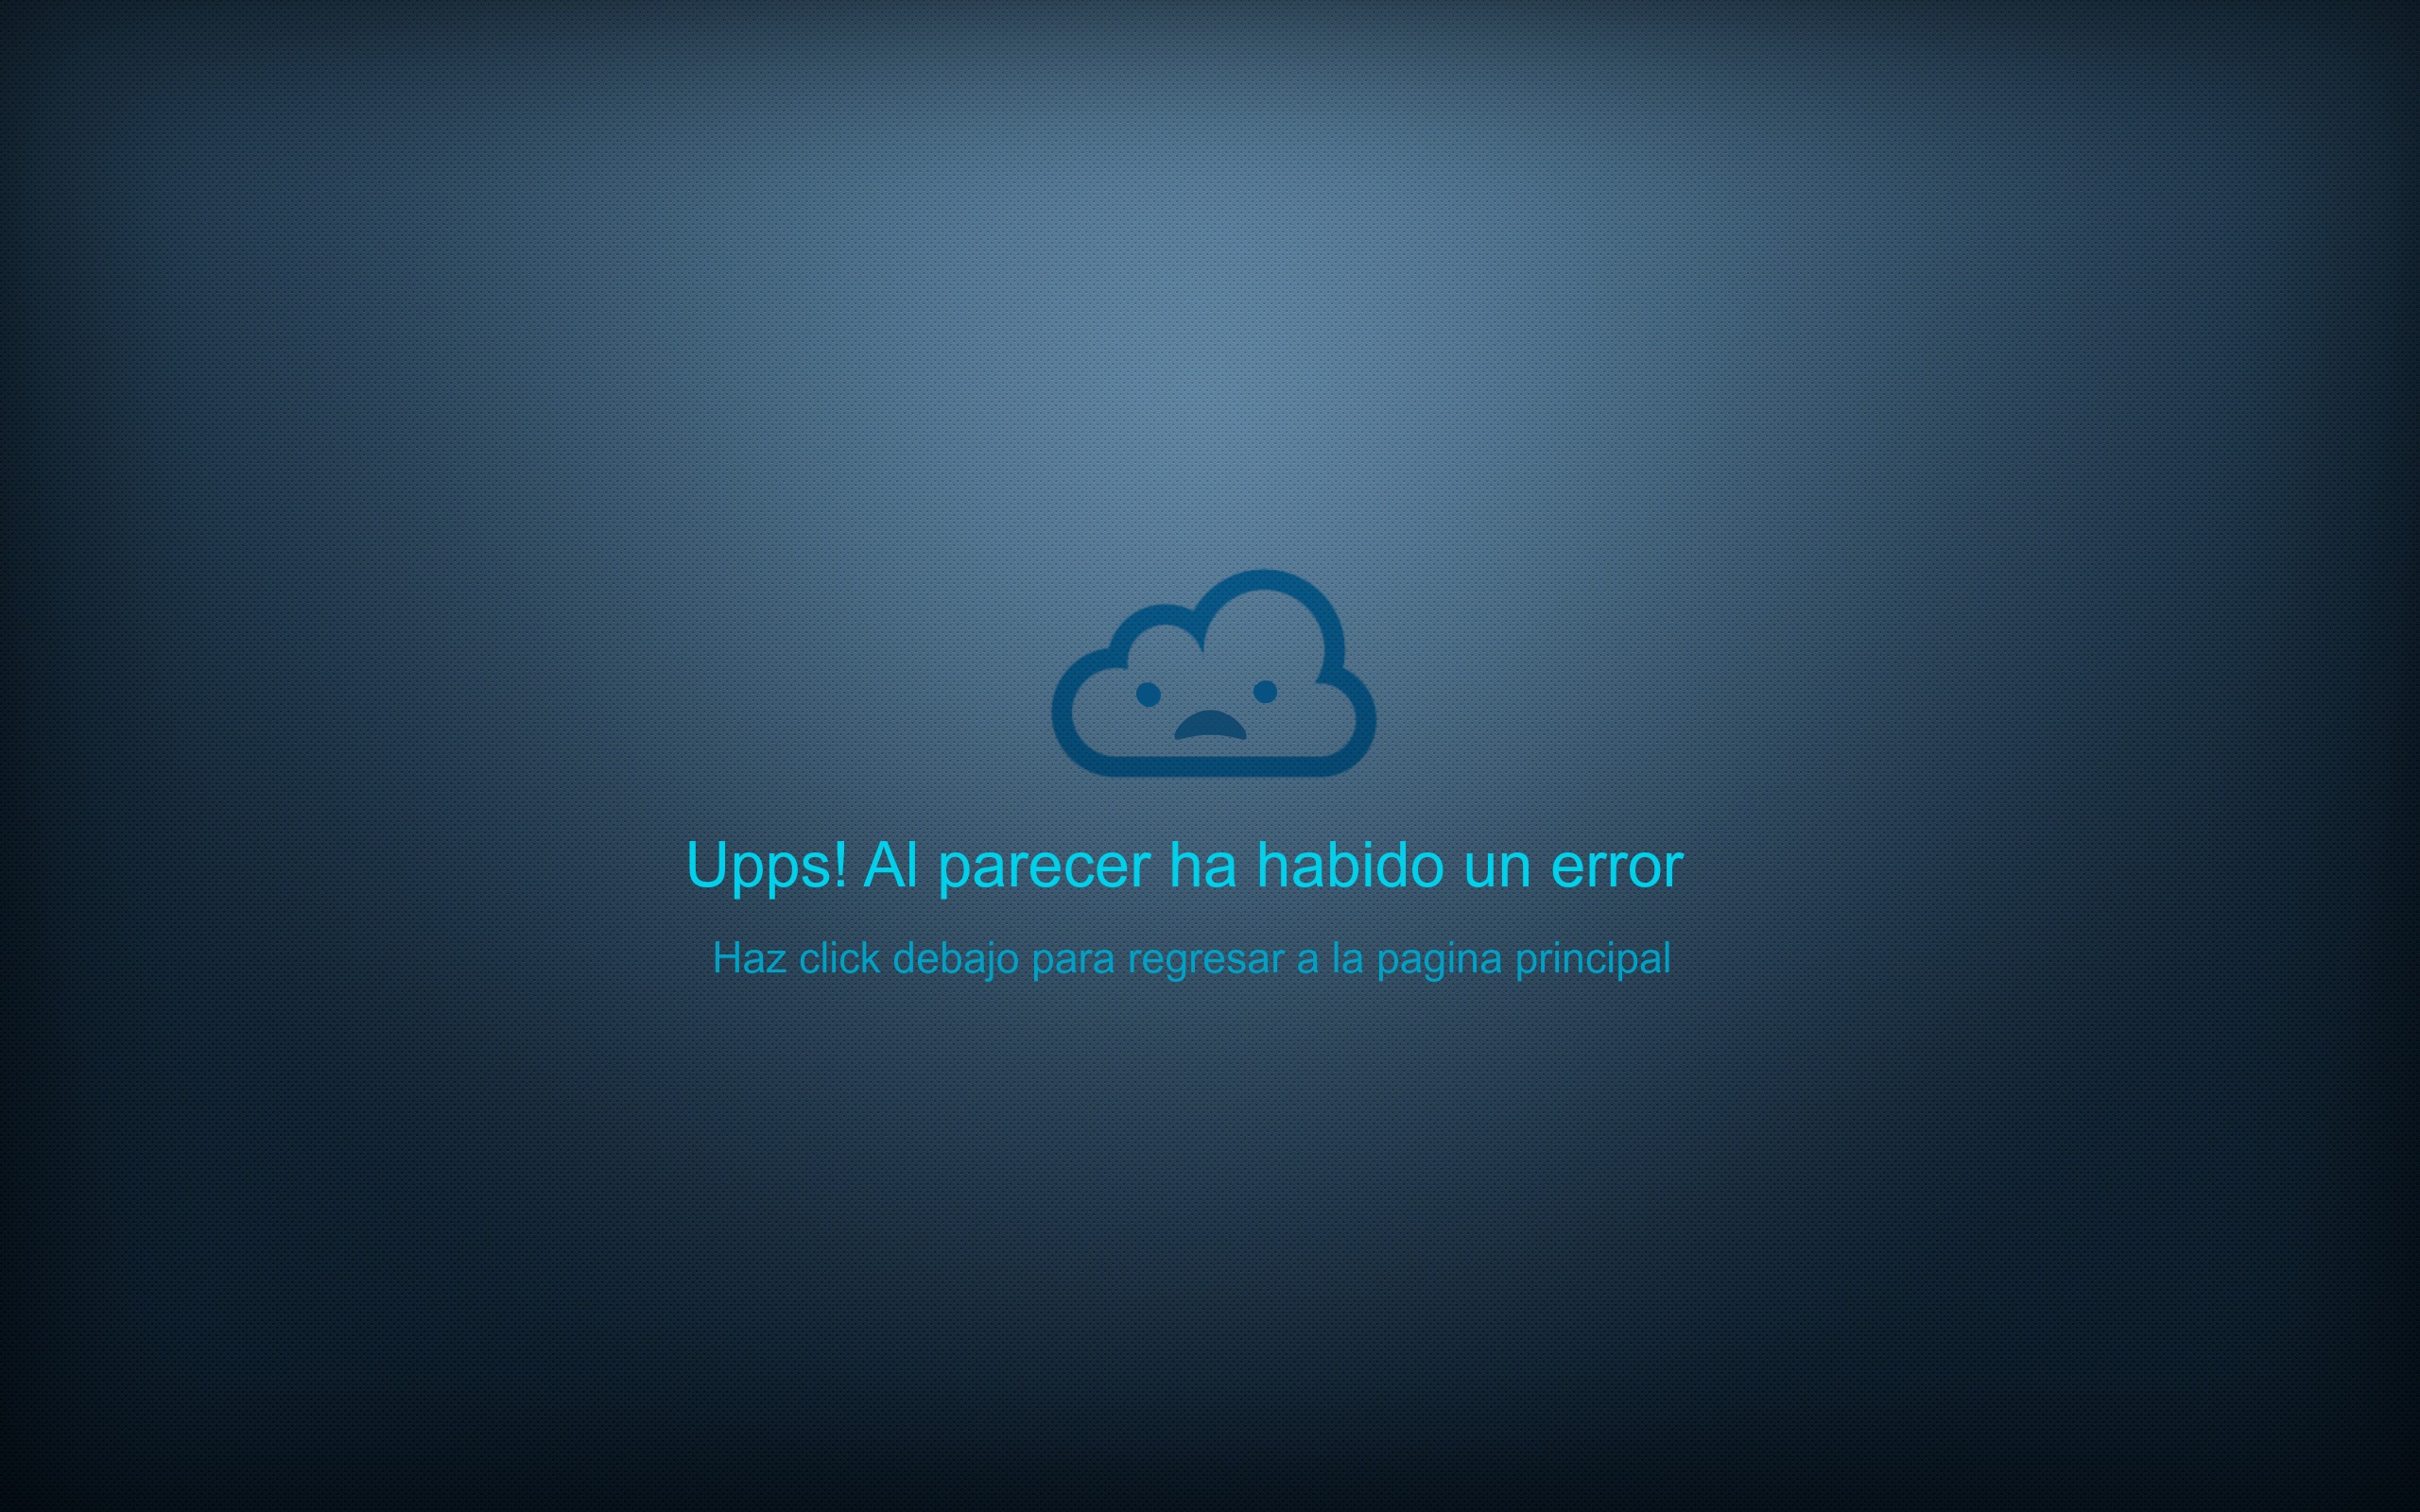 Upps! Al parecer ha habido un error
Haz click debajo para regresar a la pagina principal